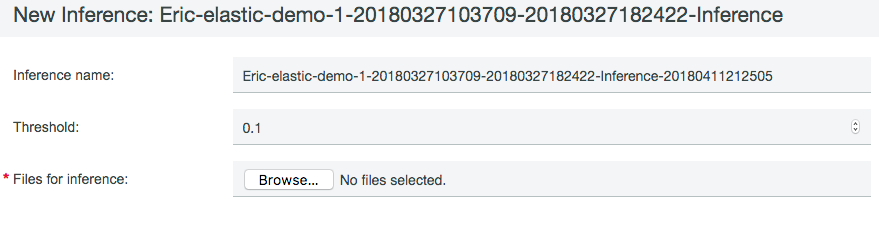 New Inference: Eric-elastic-demo-1-20180327103709-20180327182422-Inference
Inference name: Eric-elastic-demo-1-20180327103709-20180327182422-Inference-20180411212505
Threshold: 0.1
* Files for inference: Browse... No files selected.